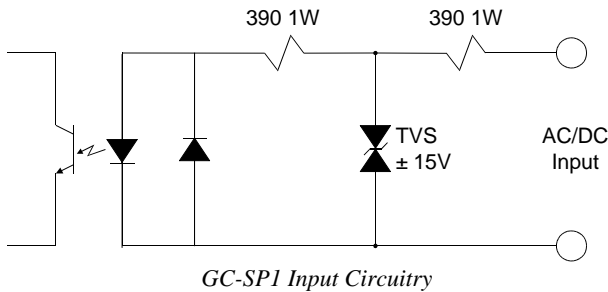 390 1W
390 1W
TVS
± 15V
AC/DC
Input
GC-SP1 Input Circuitry